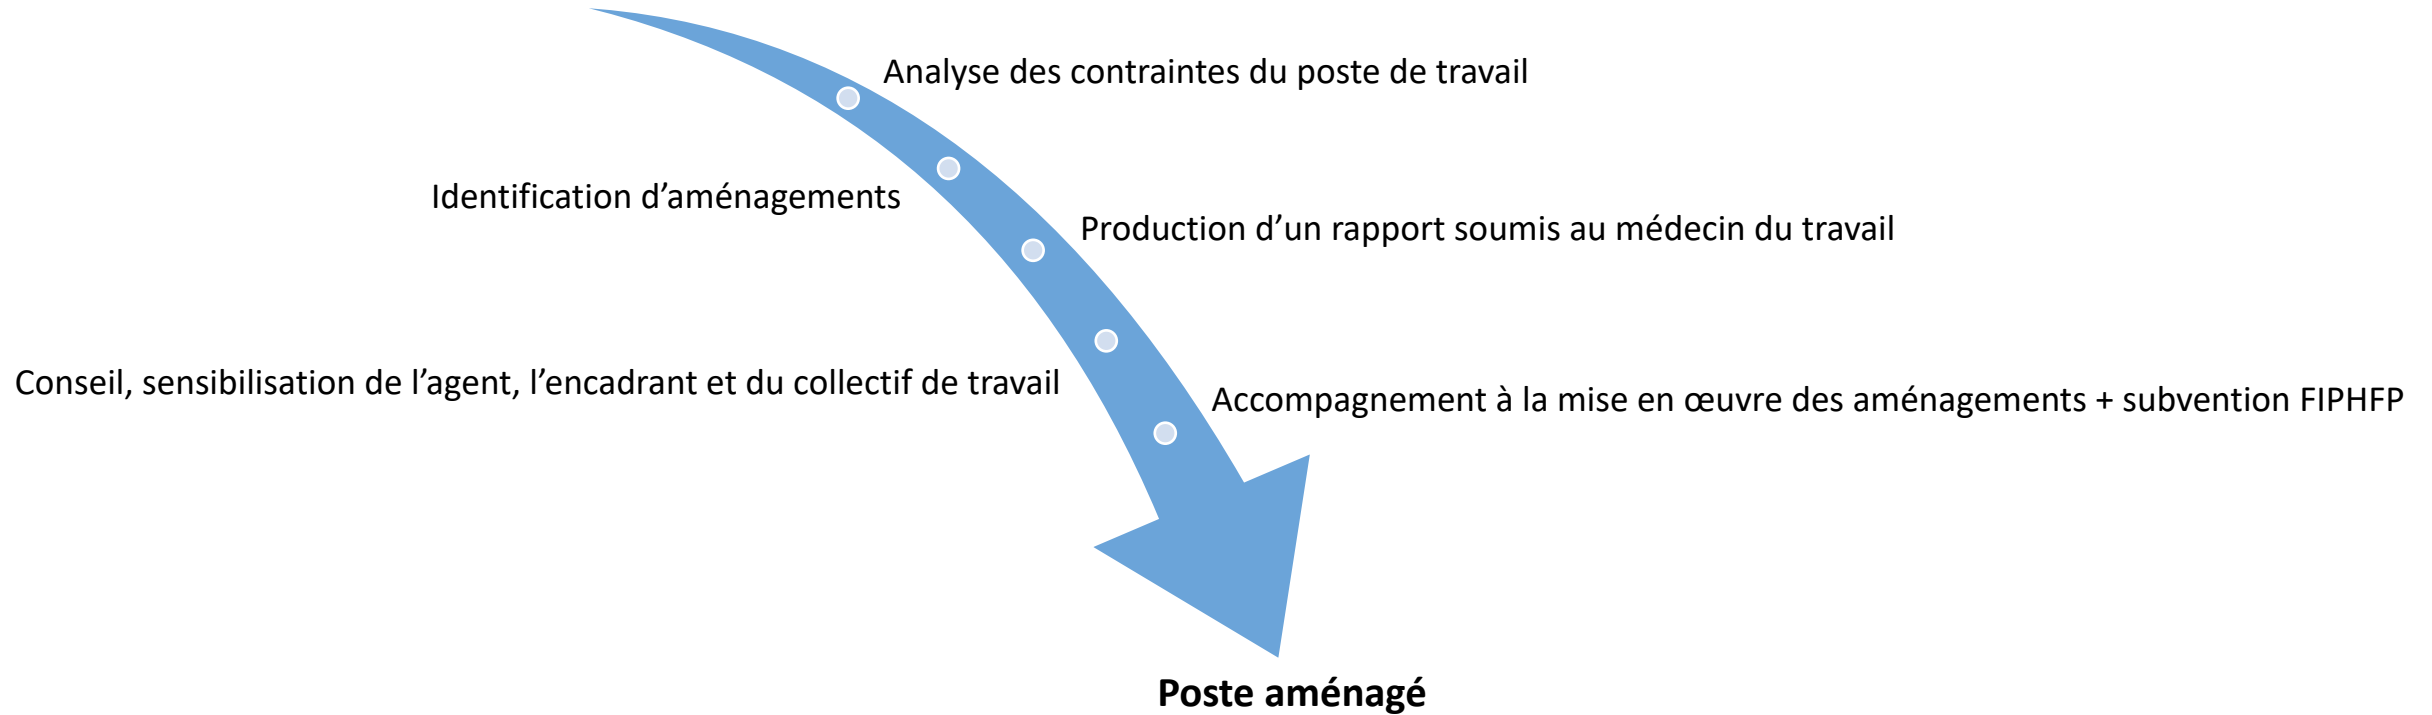 Analyse des contraintes du poste de travail
Identification d’aménagements
Production d’un rapport soumis au médecin du travail
Conseil, sensibilisation de l’agent, l’encadrant et du collectif de travail
Accompagnement à la mise en œuvre des aménagements + subvention FIPHFP
Poste aménagé